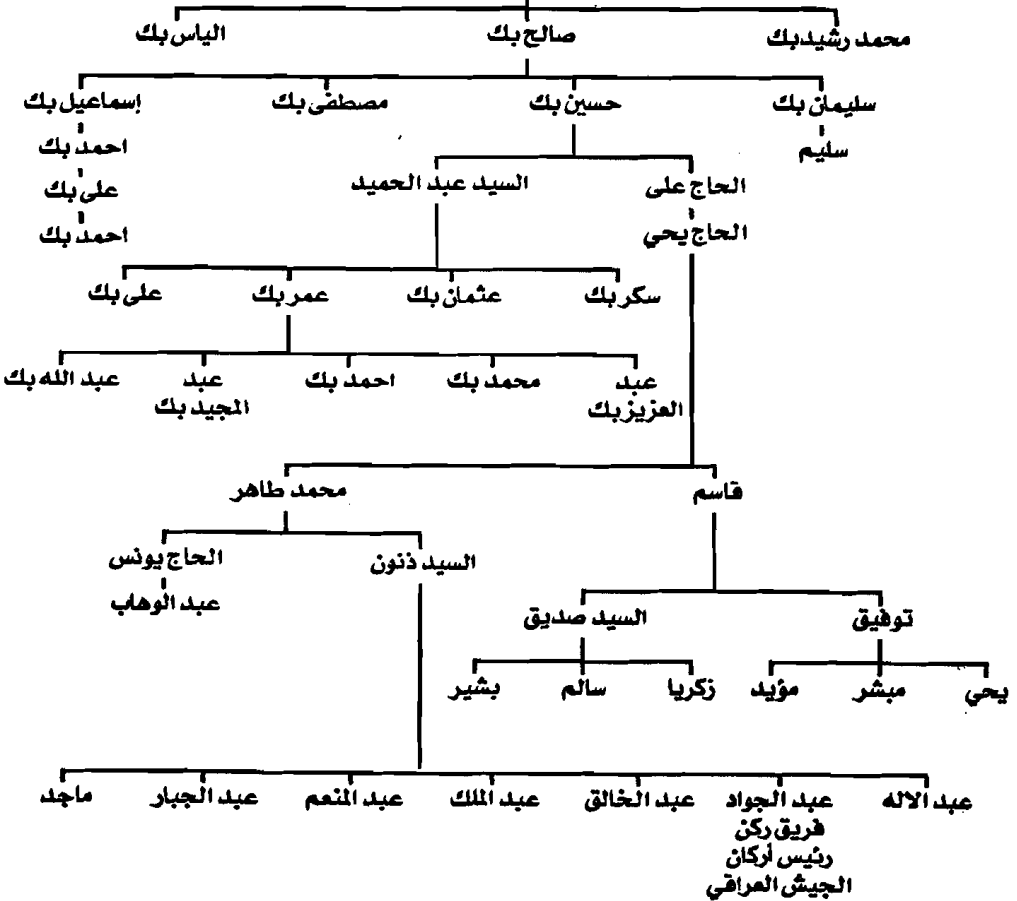 محمد رشيد بك
صالح بك
الياس بك
سليمان بك
حسين بك
مصطفى بك
إسماعيل بك
سليم
احمد بك
على بك
احمد بك
الحاج على
السيد عبد الحميد
الحاج يحي
سكر بك
عثمان بك
عمر بك
على بك
عبد
العزيز بك
محمد بك
احمد بك
عبد
المجيد بك
عبد الله بك
قاسم
محمد طاهر
السيد ذنون
الحاج يونس
عبد الوهاب
توفيق
السيد صديق
يحي
مبشر
مؤيد
زكريا
سالم
بشير
عبد الاله
عبد الجواد
فريق ركن
رئيس أركان
الجيش العراقي
عبد الخالق
عبد الملك
عبد المنعم
عبد الجبار
ماجد